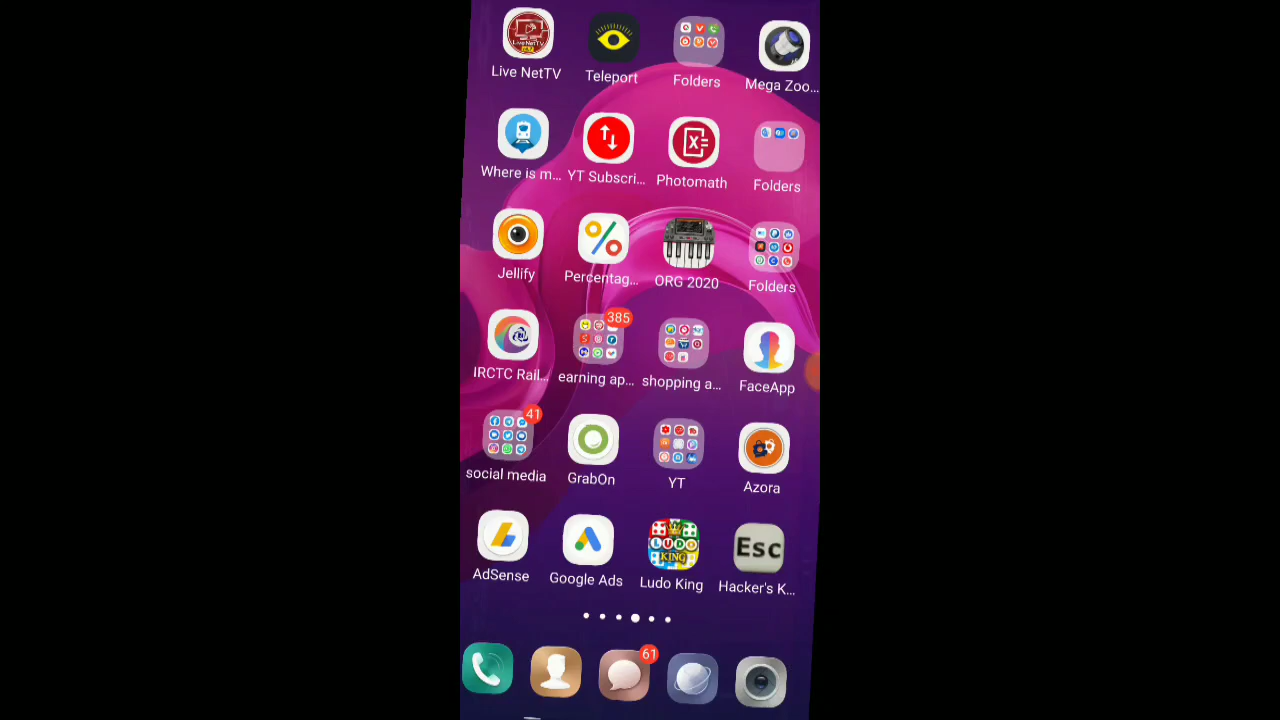 Live NetTV
Teleport
Folders
Mega Zoo...
Where is m...
YT Subscri...
Photomath
Folders
Jellify
Percentag...
ORG 2020
Folders
385
IRCTC Rail...
earning ap...
shopping a...
FaceApp
41
social media
GrabOn
YT
Azora
LUDO
KING
Esc
AdSense
Google Ads
Ludo King
Hacker's K...
61